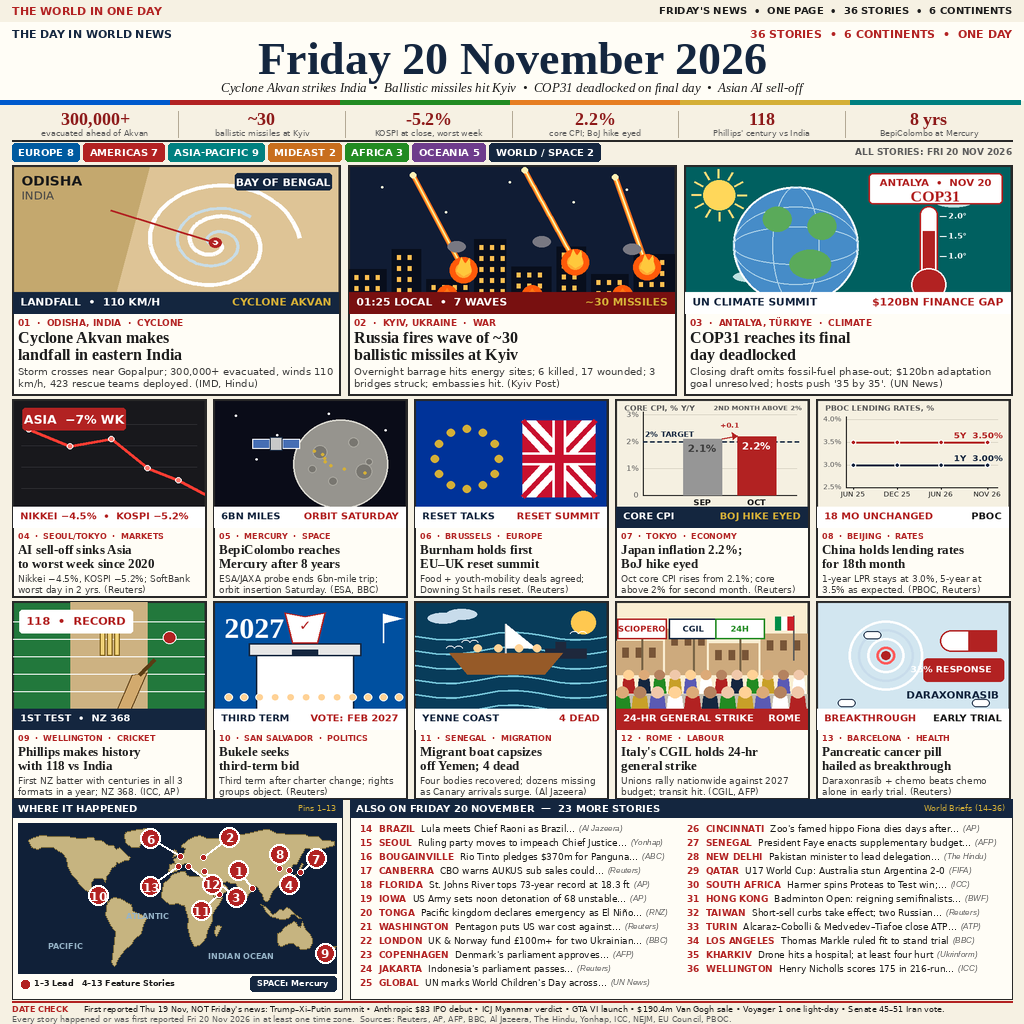 THE WORLD IN ONE DAY
FRIDAY'S NEWS • ONE PAGE • 36 STORIES • 6 CONTINENTS
THE DAY IN WORLD NEWS
36 STORIES • 6 CONTINENTS • ONE DAY
Friday 20 November 2026
Cyclone Akvan strikes India • Ballistic missiles hit Kyiv • COP31 deadlocked on final day • Asian AI sell-off
300,000+
evacuated ahead of Akvan
~30
ballistic missiles at Kyiv
-5.2%
KOSPI at close, worst week
2.2%
core CPI; BoJ hike eyed
118
Phillips' century vs India
8 yrs
BepiColombo at Mercury
EUROPE 8
AMERICAS 7
ASIA-PACIFIC 9
MIDEAST 2
AFRICA 3
OCEANIA 5
WORLD / SPACE 2
ALL STORIES: FRI 20 NOV 2026
ODISHA
INDIA
BAY OF BENGAL
LANDFALL • 110 KM/H
CYCLONE AKVAN
01 · ODISHA, INDIA · CYCLONE
Cyclone Akvan makes
landfall in eastern India
Storm crosses near Gopalpur; 300,000+ evacuated, winds 110
km/h, 423 rescue teams deployed. (IMD, Hindu)
01:25 LOCAL • 7 WAVES
~30 MISSILES
02 · KYIV, UKRAINE · WAR
Russia fires wave of ~30
ballistic missiles at Kyiv
Overnight barrage hits energy sites; 6 killed, 17 wounded; 3
bridges struck; embassies hit. (Kyiv Post)
ANTALYA • NOV 20
COP31
2.0°
1.5°
1.0°
UN CLIMATE SUMMIT
$120BN FINANCE GAP
03 · ANTALYA, TÜRKIYE · CLIMATE
COP31 reaches its final
day deadlocked
Closing draft omits fossil-fuel phase-out; $120bn adaptation
goal unresolved; hosts push '35 by 35'. (UN News)
ASIA −7% WK
NIKKEI −4.5% • KOSPI −5.2%
04 · SEOUL/TOKYO · MARKETS
AI sell-off sinks Asia
to worst week since 2020
Nikkei −4.5%, KOSPI −5.2%; SoftBank
worst day in 2 yrs. (Reuters)
6BN MILES
ORBIT SATURDAY
05 · MERCURY · SPACE
BepiColombo reaches
Mercury after 8 years
ESA/JAXA probe ends 6bn-mile trip;
orbit insertion Saturday. (ESA, BBC)
RESET TALKS
RESET SUMMIT
06 · BRUSSELS · EUROPE
Burnham holds first
EU–UK reset summit
Food + youth-mobility deals agreed;
Downing St hails reset. (Reuters)
CORE CPI, % Y/Y
2ND MONTH ABOVE 2%
3%
2% TARGET
+0.1
2%
2.1%
2.2%
1%
0
SEP
OCT
CORE CPI
BOJ HIKE EYED
07 · TOKYO · ECONOMY
Japan inflation 2.2%;
BoJ hike eyed
Oct core CPI rises from 2.1%; core
above 2% for second month. (Reuters)
PBOC LENDING RATES, %
4.0%
5Y 3.50%
3.5%
1Y 3.00%
3.0%
2.5%
JUN 25
DEC 25
JUN 26
NOV 26
18 MO UNCHANGED
PBOC
08 · BEIJING · RATES
China holds lending rates
for 18th month
1-year LPR stays at 3.0%, 5-year at
3.5% as expected. (PBOC, Reuters)
118 • RECORD
1ST TEST • NZ 368
09 · WELLINGTON · CRICKET
Phillips makes history
with 118 vs India
First NZ batter with centuries in all 3
formats in a year; NZ 368. (ICC, AP)
2027
✓
THIRD TERM
VOTE: FEB 2027
10 · SAN SALVADOR · POLITICS
Bukele seeks
third-term bid
Third term after charter change; rights
groups object. (Reuters)
YENNE COAST
4 DEAD
11 · SENEGAL · MIGRATION
Migrant boat capsizes
off Yemen; 4 dead
Four bodies recovered; dozens missing
as Canary arrivals surge. (Al Jazeera)
SCIOPERO
CGIL
24H
24-HR GENERAL STRIKE
ROME
12 · ROME · LABOUR
Italy's CGIL holds 24-hr
general strike
Unions rally nationwide against 2027
budget; transit hit. (CGIL, AFP)
RESPONSE
DARAXONRASIB
BREAKTHROUGH
EARLY TRIAL
13 · BARCELONA · HEALTH
Pancreatic cancer pill
hailed as breakthrough
Daraxonrasib + chemo beats chemo
alone in early trial. (Reuters)
WHERE IT HAPPENED
Pins 1–13
6
2
8
7
1
4
13
12
10
3
11
9
ATLANTIC
PACIFIC
INDIAN OCEAN
1–3 Lead 4–13 Feature Stories
SPACE: Mercury
ALSO ON FRIDAY 20 NOVEMBER — 23 MORE STORIES
World Briefs (14–36)
14 BRAZIL Lula meets Chief Raoni as Brazil... (Al Jazeera)
15 SEOUL Ruling party moves to impeach Chief Justice... (Yonhap)
16 BOUGAINVILLE Rio Tinto pledges $370m for Panguna... (ABC)
17 CANBERRA CBO warns AUKUS sub sales could... (Reuters)
18 FLORIDA St. Johns River tops 73-year record at 18.3 ft (AP)
19 IOWA US Army sets noon detonation of 68 unstable... (AP)
20 TONGA Pacific kingdom declares emergency as El Niño... (RNZ)
21 WASHINGTON Pentagon puts US war cost against... (Reuters)
22 LONDON UK & Norway fund £100m+ for two Ukrainian... (BBC)
23 COPENHAGEN Denmark's parliament approves... (AFP)
24 JAKARTA Indonesia's parliament passes... (Reuters)
25 GLOBAL UN marks World Children's Day across... (UN News)
26 CINCINNATI Zoo's famed hippo Fiona dies days after... (AP)
27 SENEGAL President Faye enacts supplementary budget... (AFP)
28 NEW DELHI Pakistan minister to lead delegation... (The Hindu)
29 QATAR U17 World Cup: Australia stun Argentina 2-0 (FIFA)
30 SOUTH AFRICA Harmer spins Proteas to Test win;... (ICC)
31 HONG KONG Badminton Open: reigning semifinalists... (BWF)
32 TAIWAN Short-sell curbs take effect; two Russian... (Reuters)
33 TURIN Alcaraz–Cobolli & Medvedev–Tiafoe close ATP... (ATP)
34 LOS ANGELES Thomas Markle ruled fit to stand trial (BBC)
35 KHARKIV Drone hits a hospital; at least four hurt (Ukrinform)
36 WELLINGTON Henry Nicholls scores 175 in 216-run... (ICC)
DATE CHECK First reported Thu 19 Nov, NOT Friday's news: Trump–Xi–Putin summit • Anthropic $83 IPO debut • ICJ Myanmar verdict • GTA VI launch • $190.4m Van Gogh sale • Voyager 1 one light-day • Senate 45–51 Iran vote.
Every story happened or was first reported Fri 20 Nov 2026 in at least one time zone. Sources: Reuters, AP, AFP, BBC, Al Jazeera, The Hindu, Yonhap, ICC, NEJM, EU Council, PBOC.